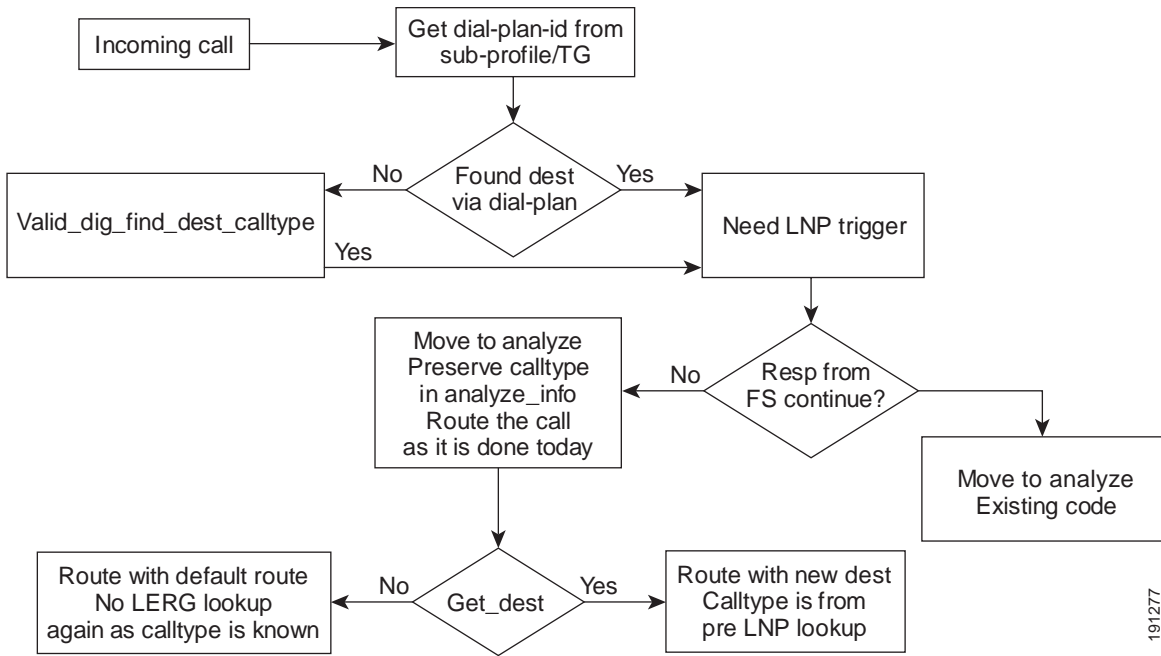 Incoming call
Get dial-plan-id from
sub-profile/TG
No
Found dest
via dial-plan
Yes
Valid_dig_find_dest_calltype
Yes
Need LNP trigger
Move to analyze
Preserve calltype
in analyze_info
Route the call
as it is done today
No
Resp from
FS continue?
Move to analyze
Existing code
Route with default route
No LERG lookup
again as calltype is known
No
Get_dest
Yes
Route with new dest
Calltype is from
pre LNP lookup
191277